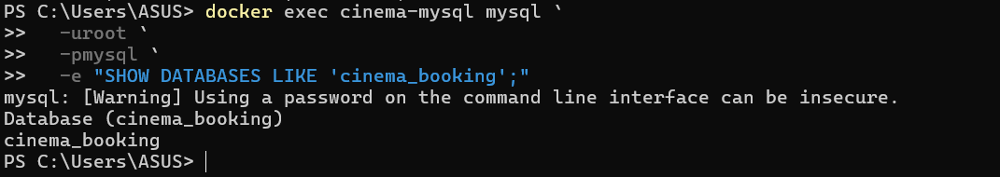 PS C:\Users\ASUS> docker exec cinema-mysql mysql `
>>   -uroot `
>>   -pmysql `
>>   -e "SHOW DATABASES LIKE 'cinema_booking';"
mysql: [Warning] Using a password on the command line interface can be insecure.
Database (cinema_booking)
cinema_booking
PS C:\Users\ASUS>